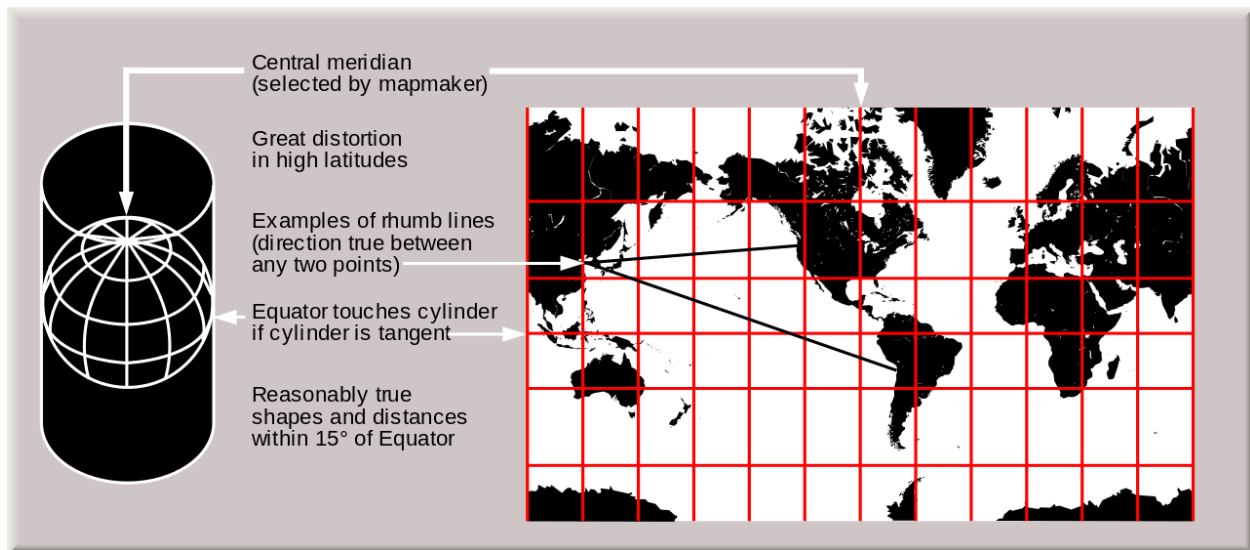 Central meridian
(selected by mapmaker)
Great distortion
in high latitudes
Examples of rhumb lines
(direction true between
any two points)
Equator touches cylinder
if cylinder is tangent
Reasonably true
shapes and distances
within 15° of Equator